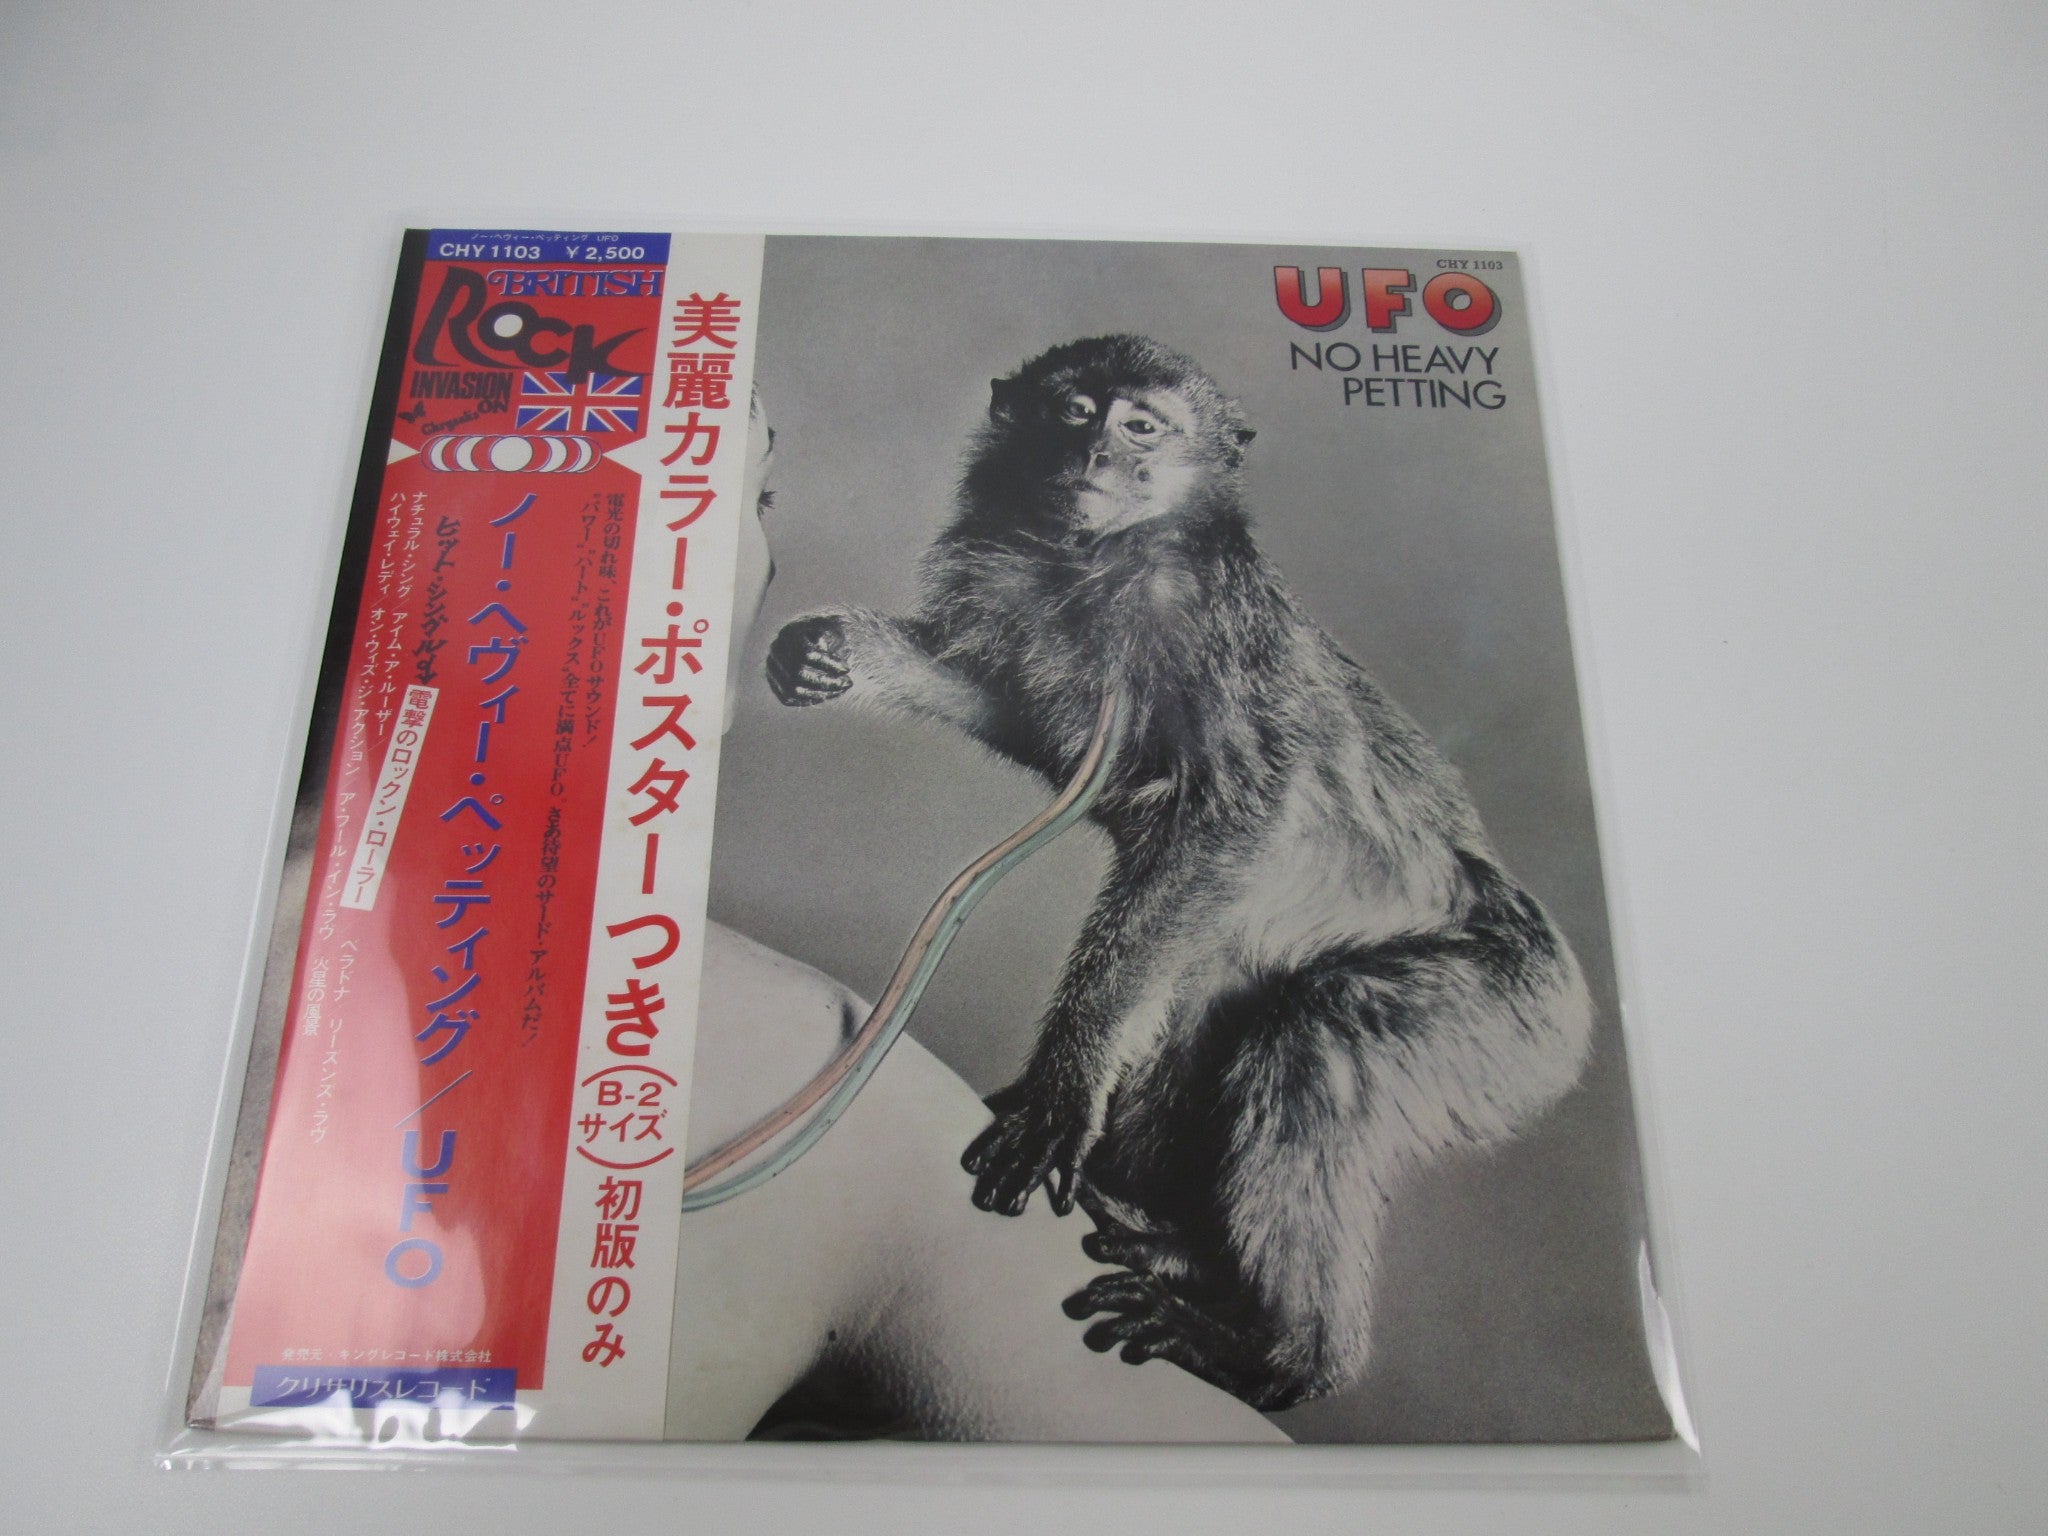 ノー・ヘヴィー・ペッティング UFO
CHY 1103 ¥2,500
BRITISH
ROCK
INVASION
ON
Chrysalis
美麗カラー・ポスターつき(B-2サイズ)初版のみ
電光の切れ味、これがUFOサウンド!
"パワー"ハート"ルックス"全てに満点UFO。さあ待望のサード・アルバムだ!
ノー・ヘヴィー・ペッティング/UFO
ヒット・シングル
電撃のロックン・ローラー
ナチュラル・シング/アイム・ア・ルーザー/
ハイウェイ・レディ/オン・ウィズ・ジ・アクション/ア・フール・イン・ラヴ
ベラドナ リーズンズ・ラヴ
火星の風景
発売元・キングレコード株式会社
クリサリスレコード
CHY 1103
UFO
NO HEAVY
PETTING